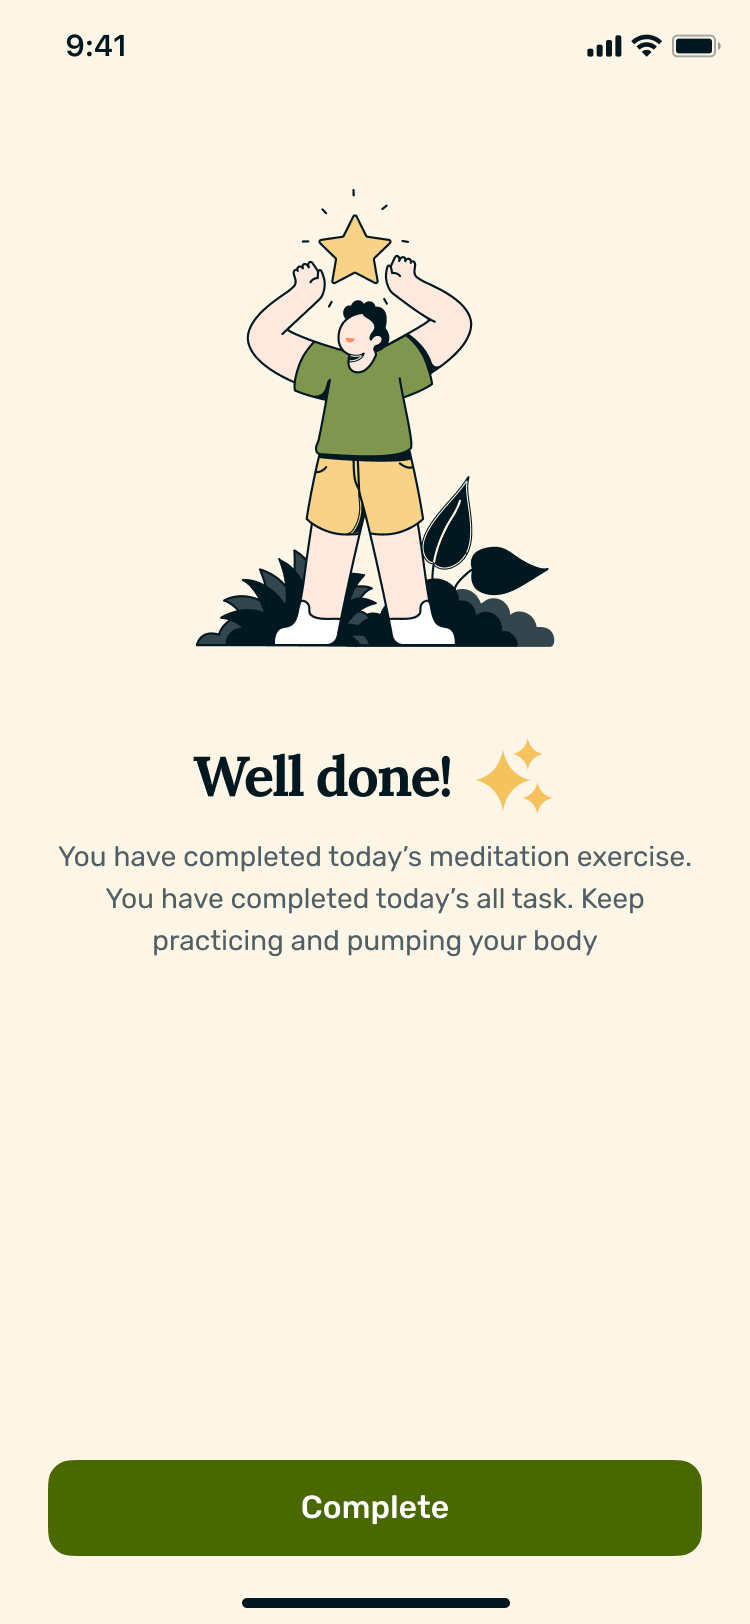 9:41
Well done!
You have completed today’s meditation exercise.
You have completed today’s all task. Keep
practicing and pumping your body
Complete